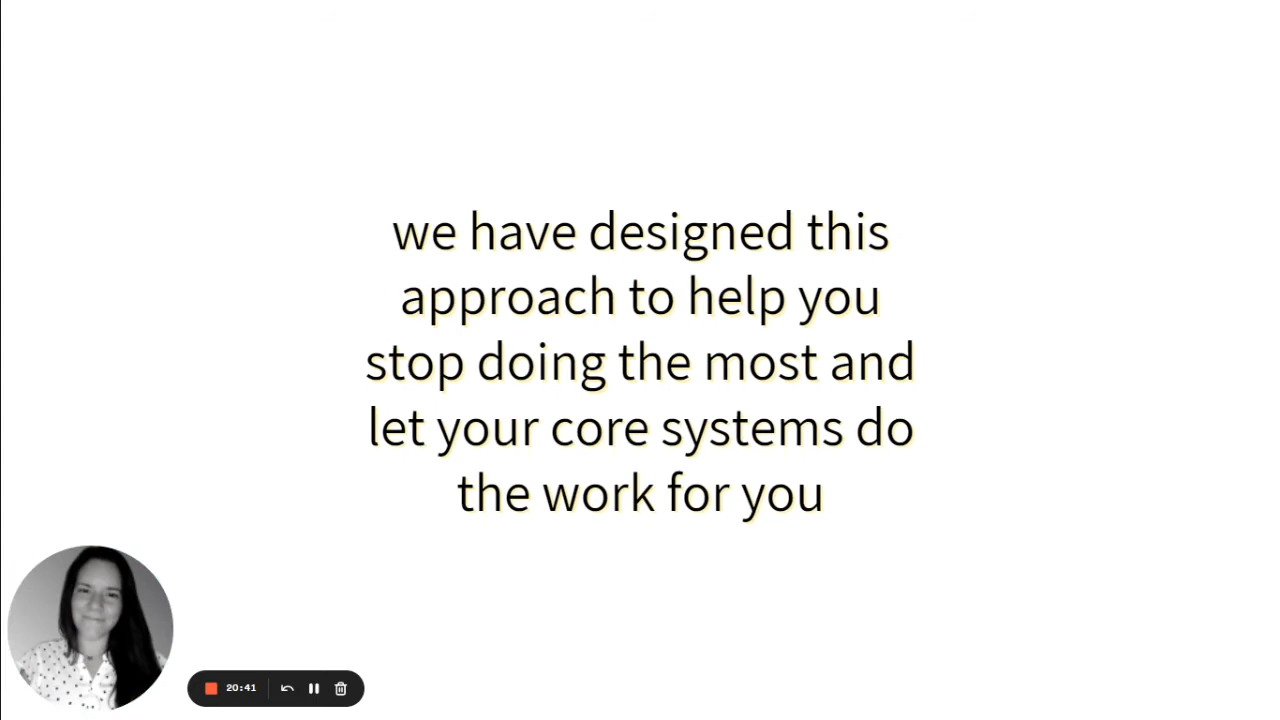 we have designed this
approach to help you
stop doing the most and
let your core systems do
the work for you
20:41